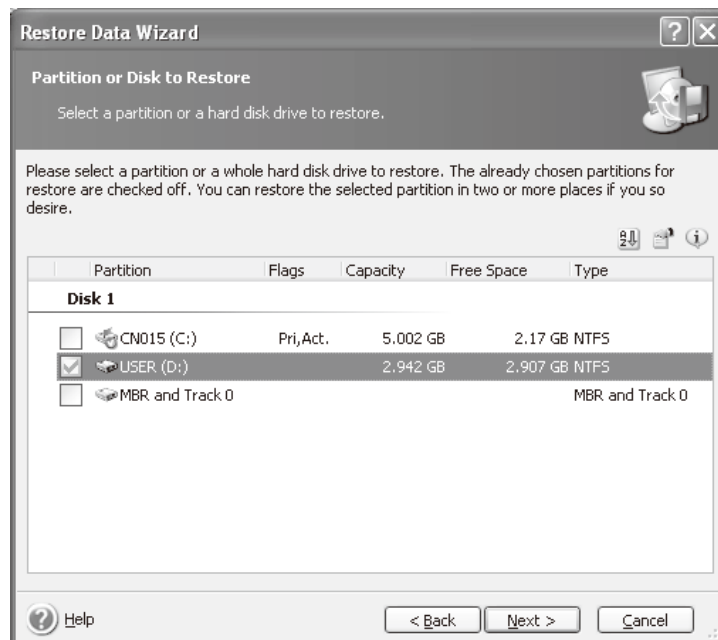 Restore Data Wizard
Partition or Disk to Restore
Select a partition or a hard disk drive to restore.
Please select a partition or a whole hard disk drive to restore. The already chosen partitions for
restore are checked off. You can restore the selected partition in two or more places if you so
desire.
Partition Flags Capacity Free Space Type
Disk 1
CN015 (C:) Pri,Act. 5.002 GB 2.17 GB NTFS
USER (D:) 2.942 GB 2.907 GB NTFS
MBR and Track 0 MBR and Track 0
Help < Back Next > Cancel